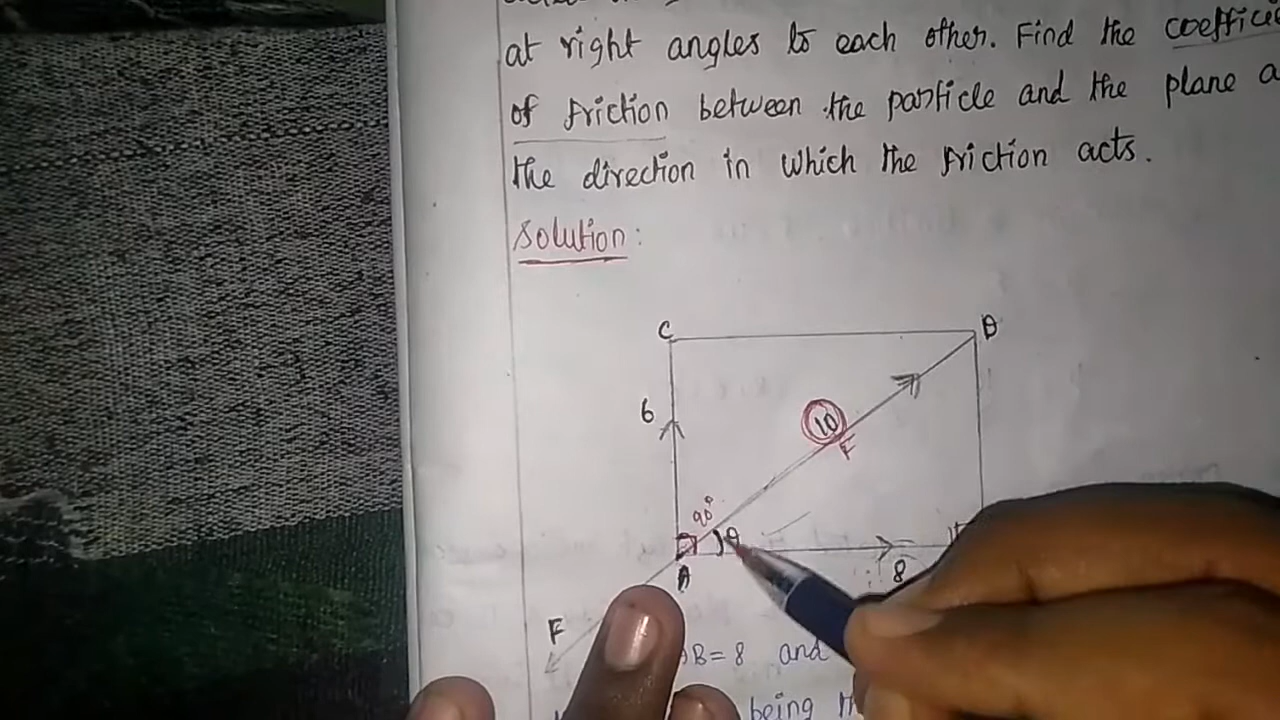 at right angles to each other. Find the
of friction between the particle and the plane
the direction in which the friction acts.
Solution:
C
D
6
10
F
90°
θ
A
8
F
B=8 and
being